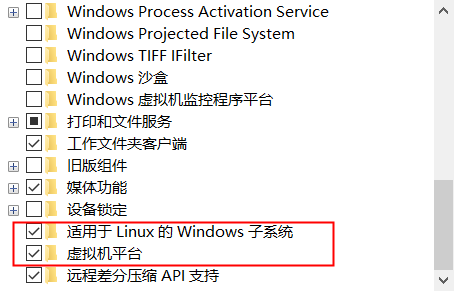 Windows Process Activation Service
Windows Projected File System
Windows TIFF IFilter
Windows 沙盒
Windows 虚拟机监控程序平台
打印和文件服务
工作文件夹客户端
旧版组件
媒体功能
设备锁定
适用于 Linux 的 Windows 子系统
虚拟机平台
远程差分压缩 API 支持